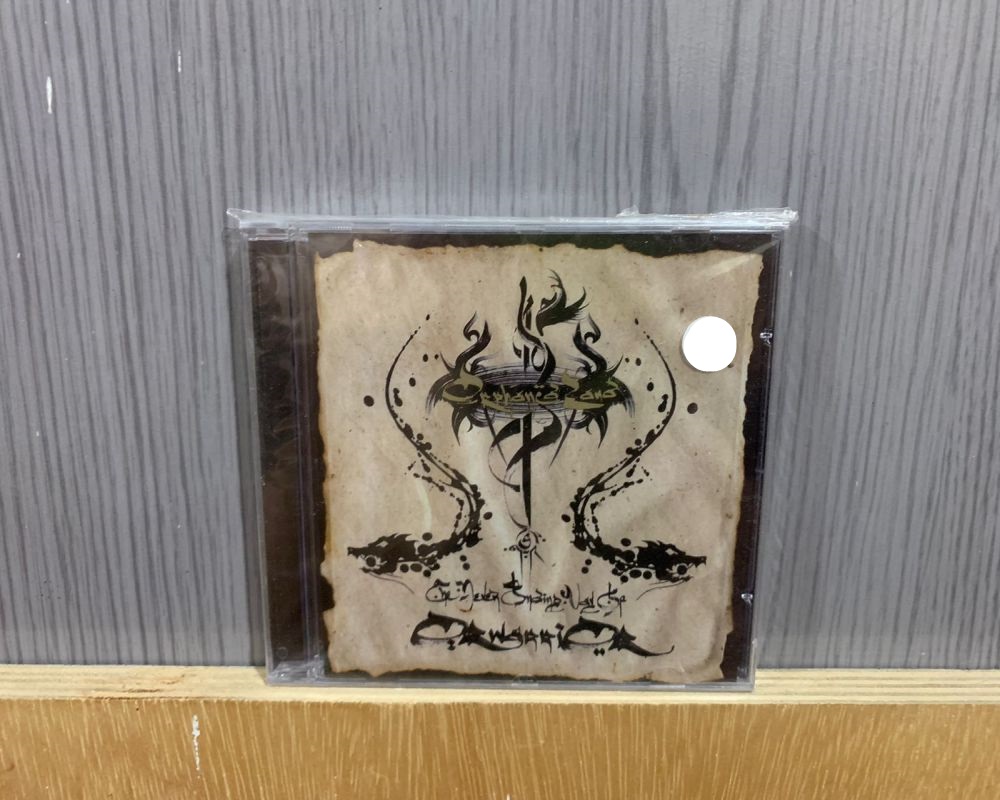 Orphaned Land
The Never Ending Way Of
ORwarriOR